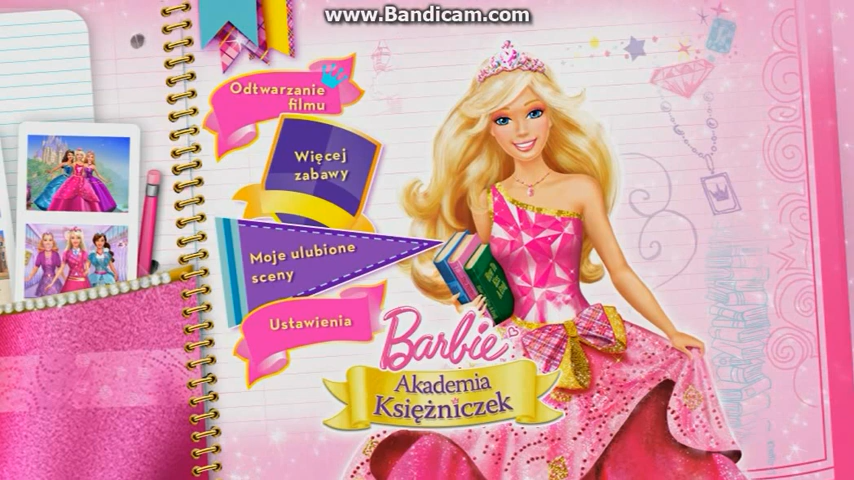 www.Bandicam.com
Odtwarzanie
filmu
Więcej
zabawy
Moje ulubione
sceny
Ustawienia
Barbie
Akademia
Księżniczek